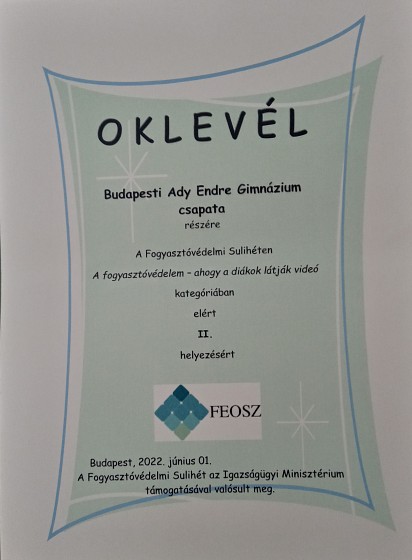 OKLEVÉL
Budapesti Ady Endre Gimnázium
csapata
részére
A Fogyasztóvédelmi Sulihéten
A fogyasztóvédelem – ahogy a diákok látják videó
kategóriában
elért
II.
helyezésért
FEOSZ
Budapest, 2022. június 01.
A Fogyasztóvédelmi Sulihét az Igazságügyi Minisztérium
támogatásával valósult meg.